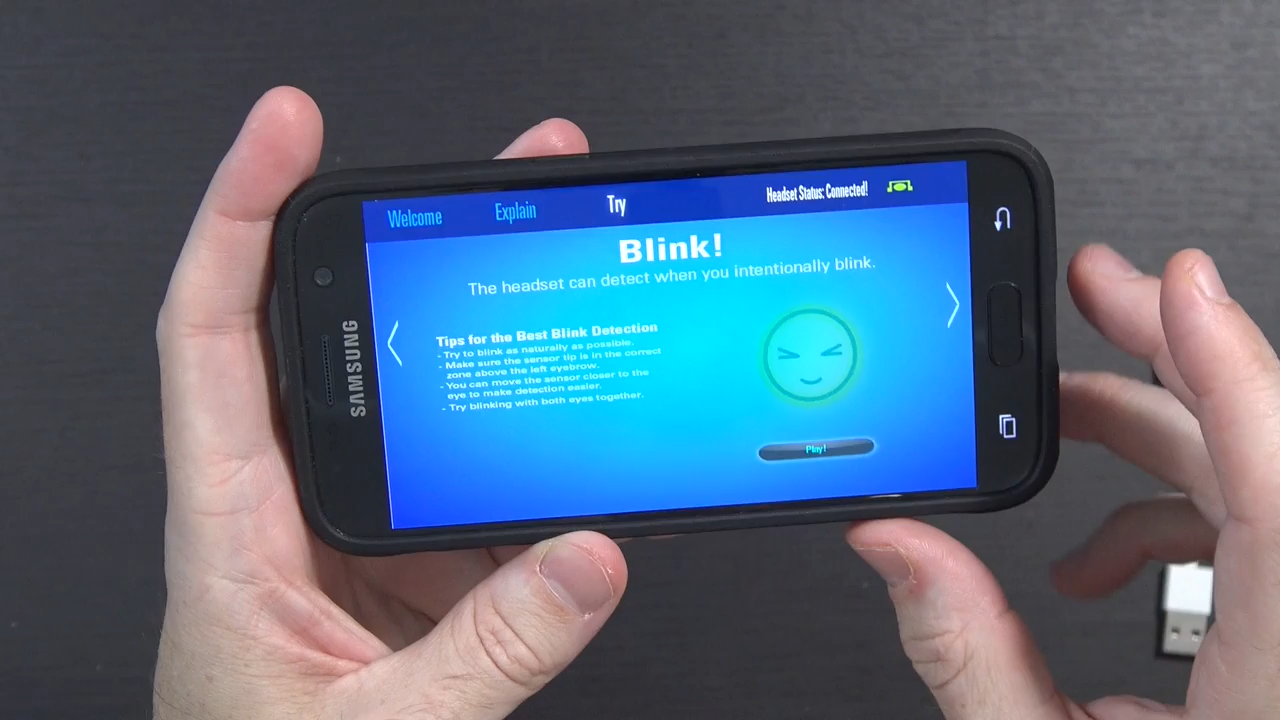 Welcome
Explain
Try
Headset Status: Connected!
Blink!
The headset can detect when you intentionally blink.
Tips for the Best Blink Detection
- Try to blink as naturally as possible.
- Make sure the sensor tip is in the correct
zone above the left eyebrow.
- You can move the sensor closer to the
eye to make detection easier.
- Try blinking with both eyes together.
Play!
SAMSUNG